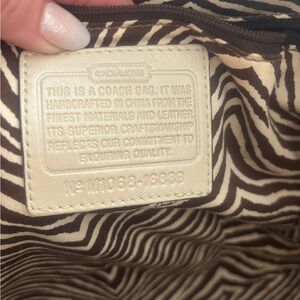 COACH
THIS IS A COACH BAG. IT WAS
HANDCRAFTED IN CHINA FROM THE
FINEST MATERIALS AND LEATHER.
ITS SUPERIOR CRAFTSMANSHIP
REFLECTS OUR COMMITMENT TO
ENDURING QUALITY.